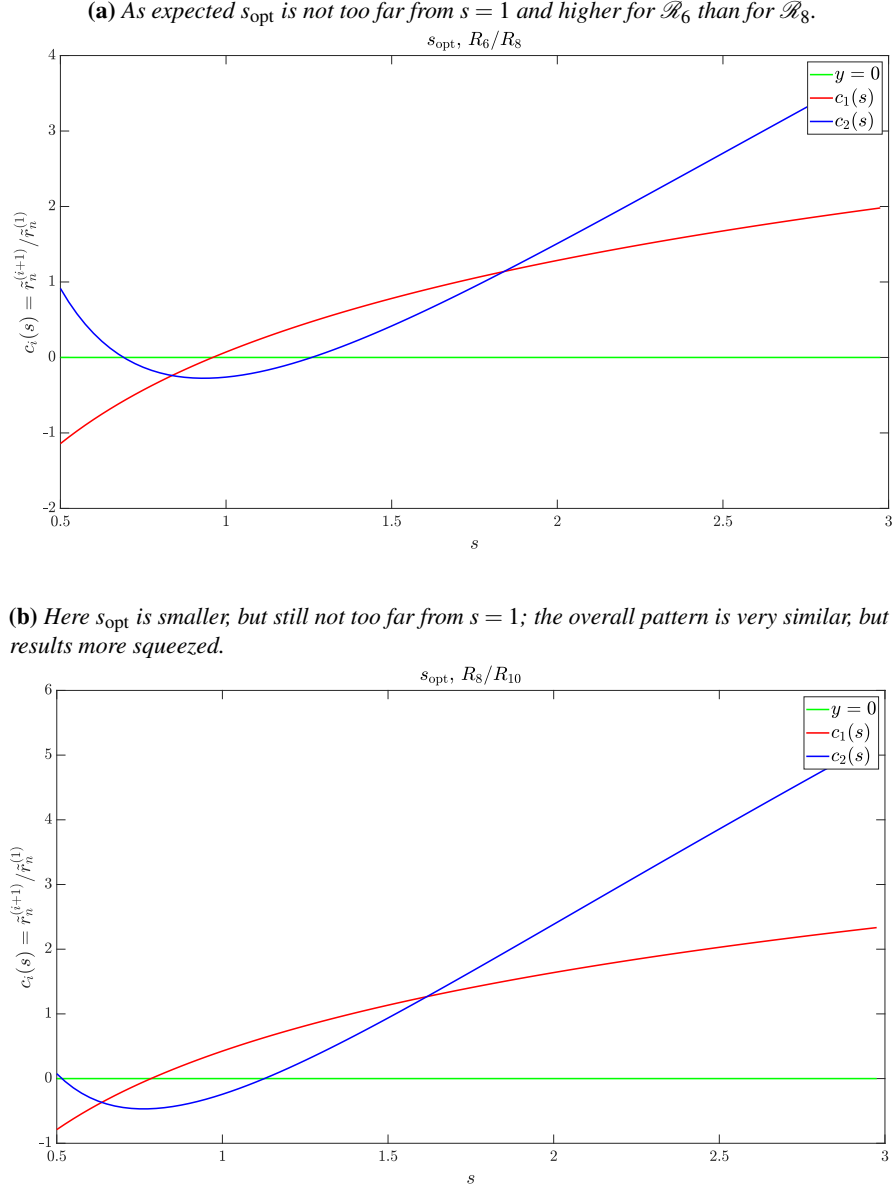 (a) As expected s_opt is not too far from s = 1 and higher for ℛ₆ than for ℛ₈.
s_opt, R₆/R₈
4
3
2
1
0
-1
-2
c_i(s) = r̃_n^(i+1)/r̃_n^(1)
y = 0
c₁(s)
c₂(s)
0.5
1
1.5
2
2.5
3
s
(b) Here s_opt is smaller, but still not too far from s = 1; the overall pattern is very similar, but
results more squeezed.
s_opt, R₈/R₁₀
6
5
4
3
2
1
0
-1
c_i(s) = r̃_n^(i+1)/r̃_n^(1)
y = 0
c₁(s)
c₂(s)
0.5
1
1.5
2
2.5
3
s